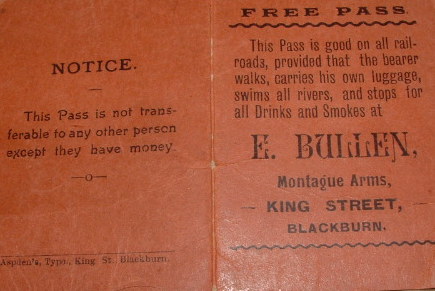 NOTICE.
This Pass is not trans-
ferable to any other person
except they have money.
Aspden's, Typ., King St. Blackburn.
FREE PASS.
This Pass is good on all rail-
roads, provided that the bearer
walks, carries his own luggage,
swims all rivers, and stops for
all Drinks and Smokes at
E. BULLEN,
Montague Arms,
KING STREET,
BLACKBURN.